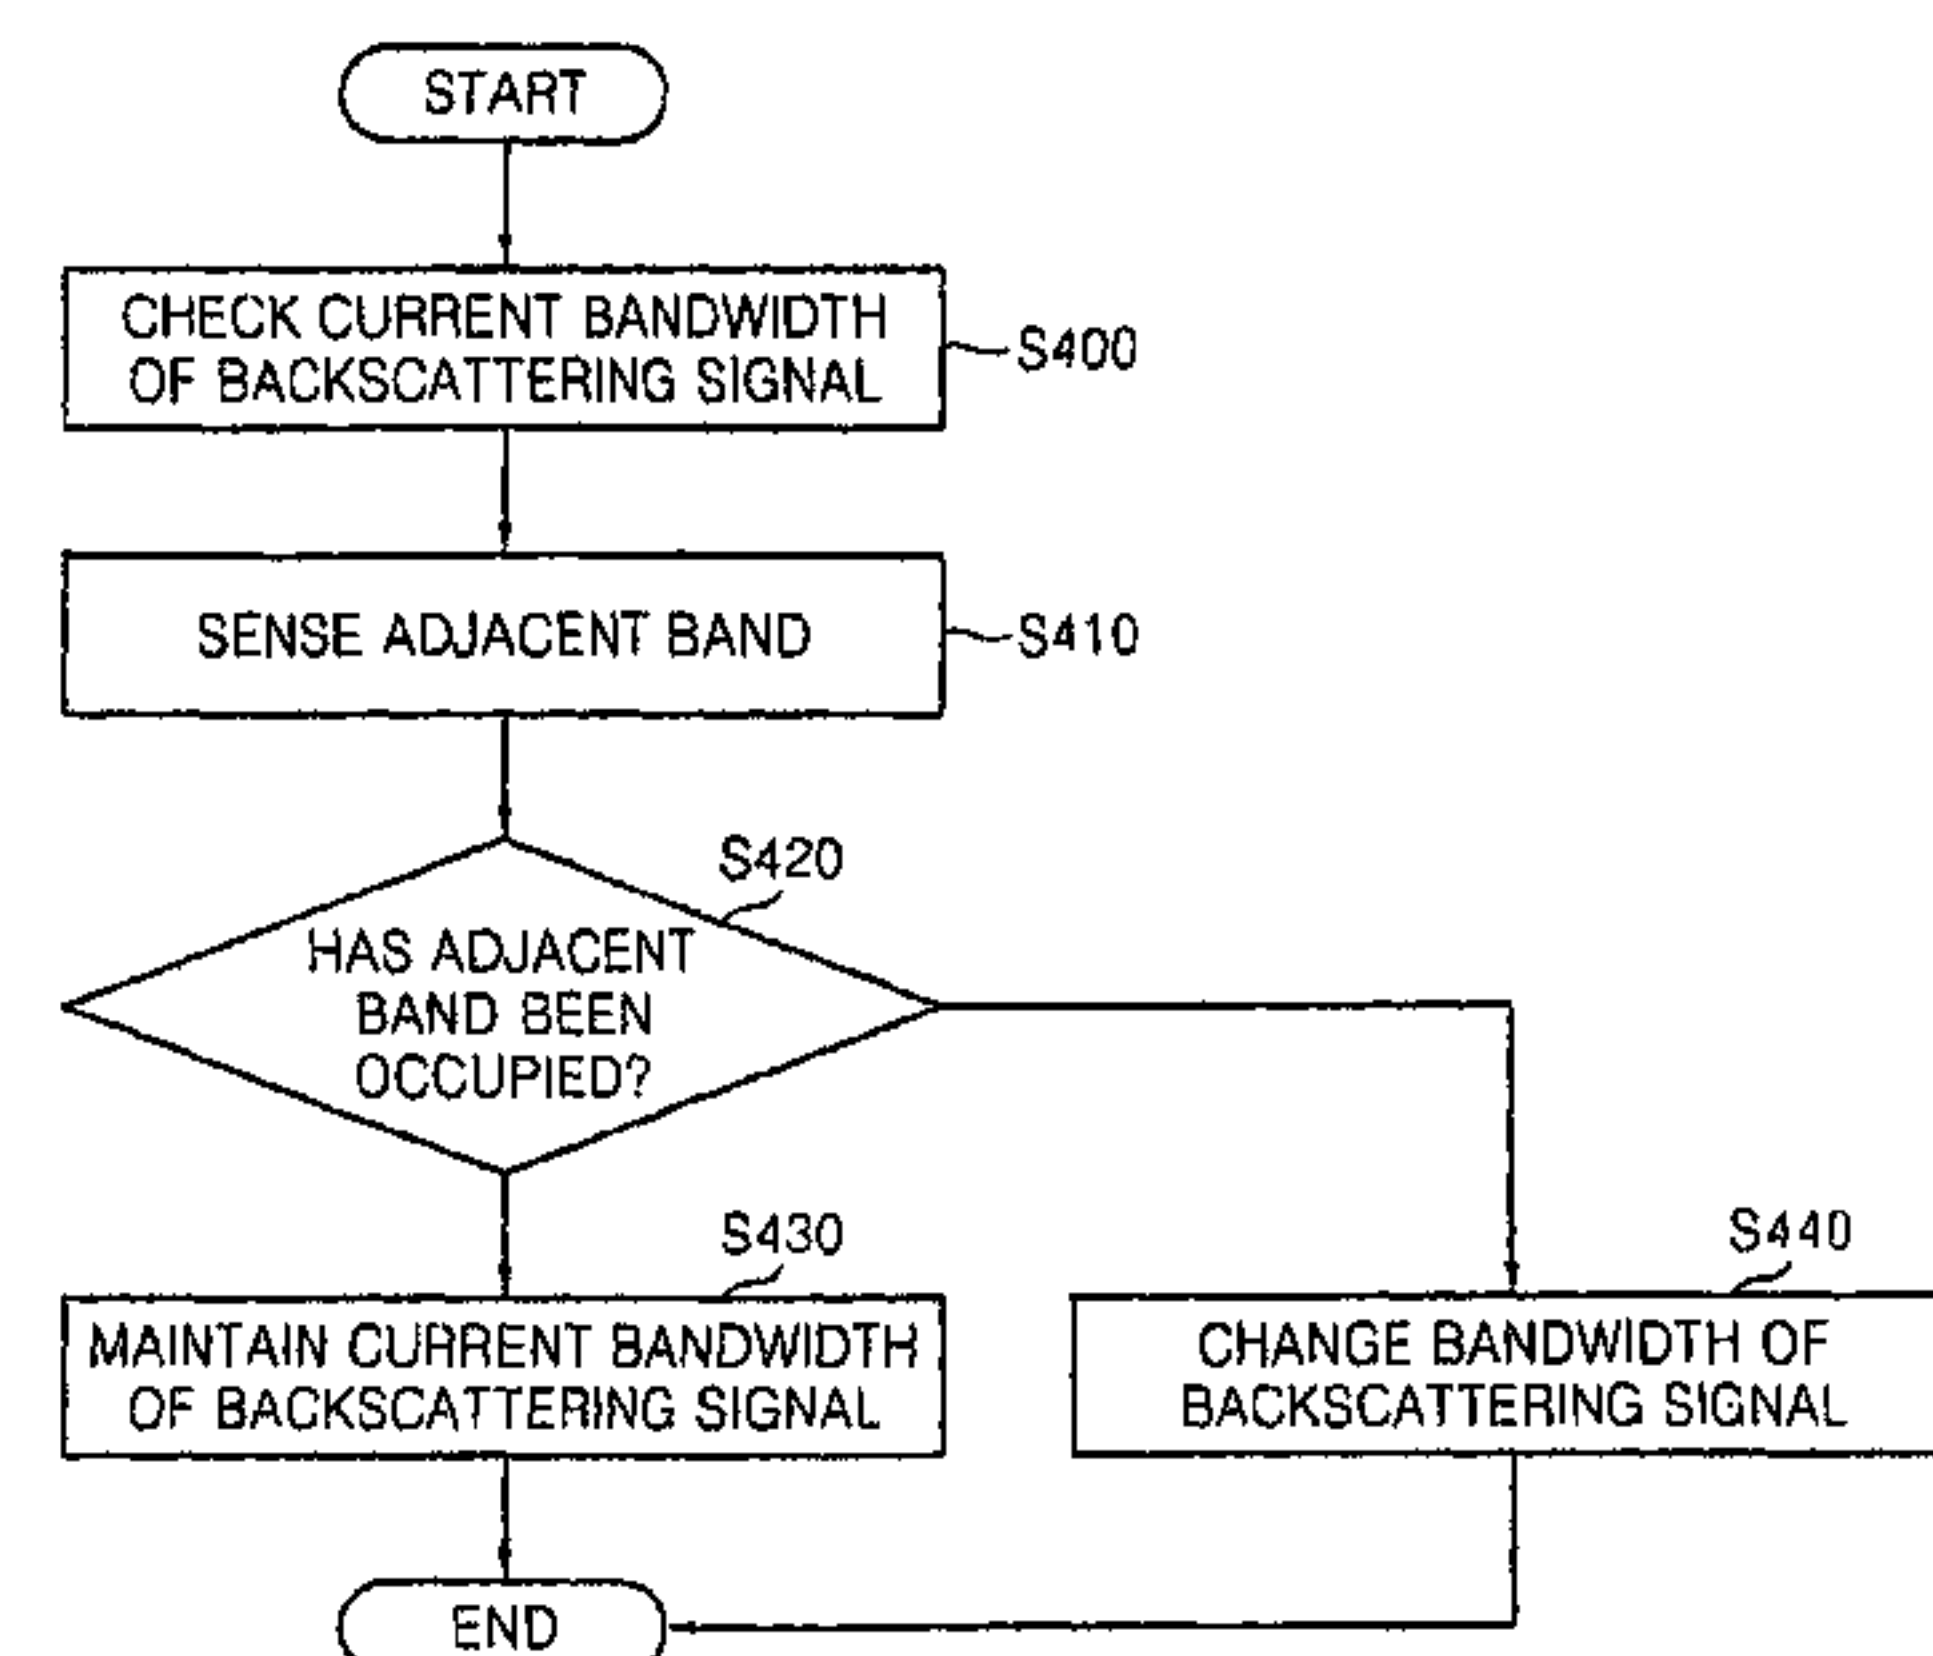 START
CHECK CURRENT BANDWIDTH
OF BACKSCATTERING SIGNAL
S400
SENSE ADJACENT BAND
S410
S420
HAS ADJACENT
BAND BEEN
OCCUPIED?
S430
MAINTAIN CURRENT BANDWIDTH
OF BACKSCATTERING SIGNAL
S440
CHANGE BANDWIDTH OF
BACKSCATTERING SIGNAL
END